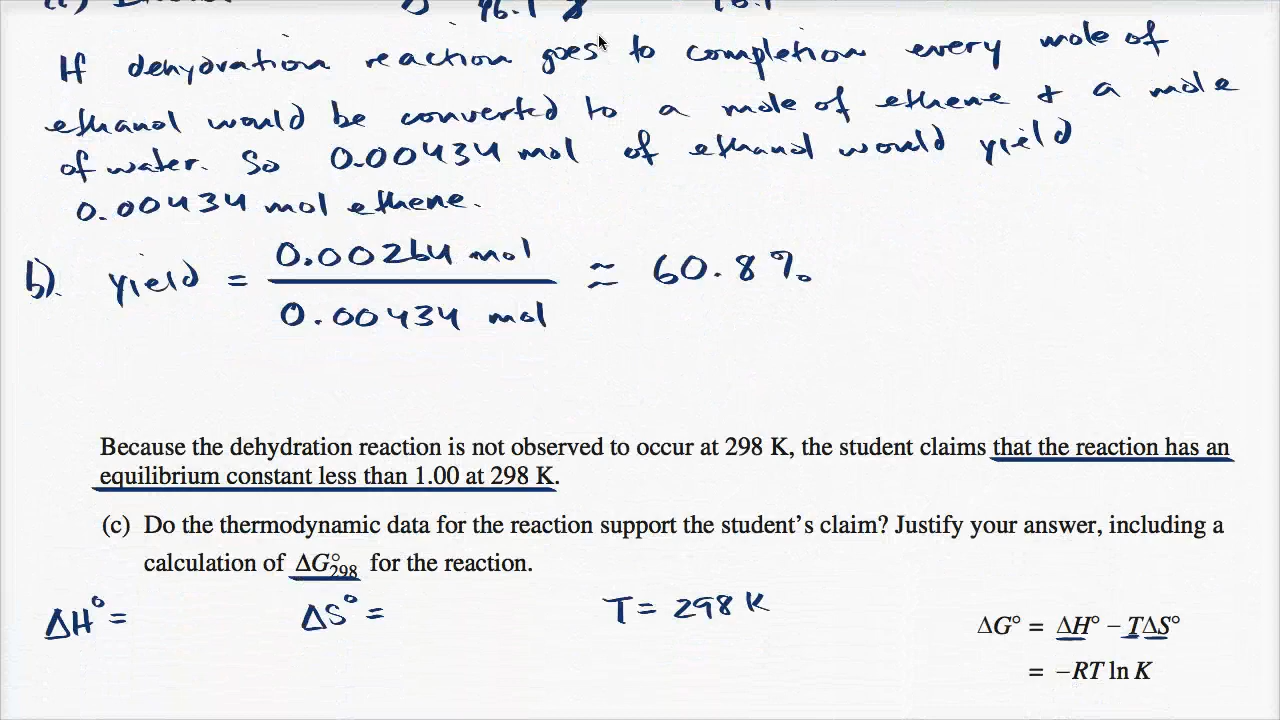 46.1 g
If dehydration reaction goes to completion every mole of
ethanol would be converted to a mole of ethene + a mole
of water. So 0.00434 mol of ethanol would yield
0.00434 mol ethene.
b). yield = 0.00264 mol / 0.00434 mol ≈ 60.8%
Because the dehydration reaction is not observed to occur at 298 K, the student claims that the reaction has an
equilibrium constant less than 1.00 at 298 K.
(c) Do the thermodynamic data for the reaction support the student's claim? Justify your answer, including a
calculation of ΔG°298 for the reaction.
ΔH° = ΔS° = T = 298 K
ΔG° = ΔH° − TΔS°
= −RT ln K